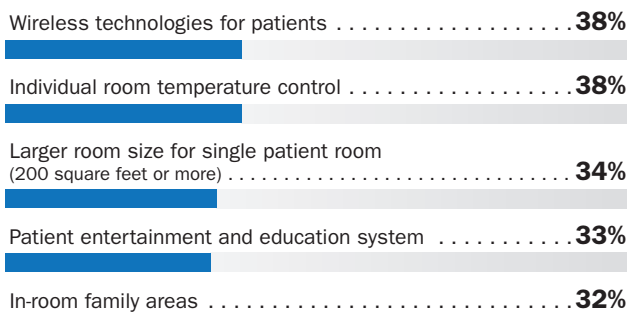 Wireless technologies for patients . . . . . . . . . . . . . . . . . . . 38%
Individual room temperature control . . . . . . . . . . . . . . . . . . 38%
Larger room size for single patient room
(200 square feet or more) . . . . . . . . . . . . . . . . . . . . . . . . . . . . . . 34%
Patient entertainment and education system . . . . . . . . . . . 33%
In-room family areas . . . . . . . . . . . . . . . . . . . . . . . . . . . . . 32%